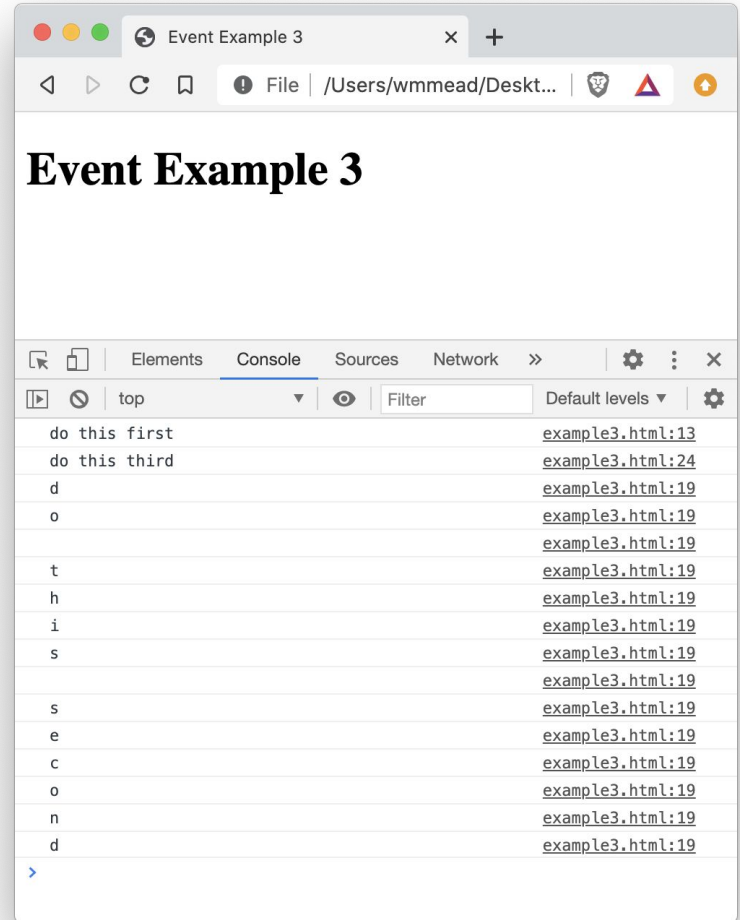 Event Example 3
File /Users/wmmead/Deskt...
Event Example 3
Elements Console Sources Network
top Filter Default levels
do this first example3.html:13
do this third example3.html:24
d example3.html:19
o example3.html:19
example3.html:19
t example3.html:19
h example3.html:19
i example3.html:19
s example3.html:19
example3.html:19
s example3.html:19
e example3.html:19
c example3.html:19
o example3.html:19
n example3.html:19
d example3.html:19